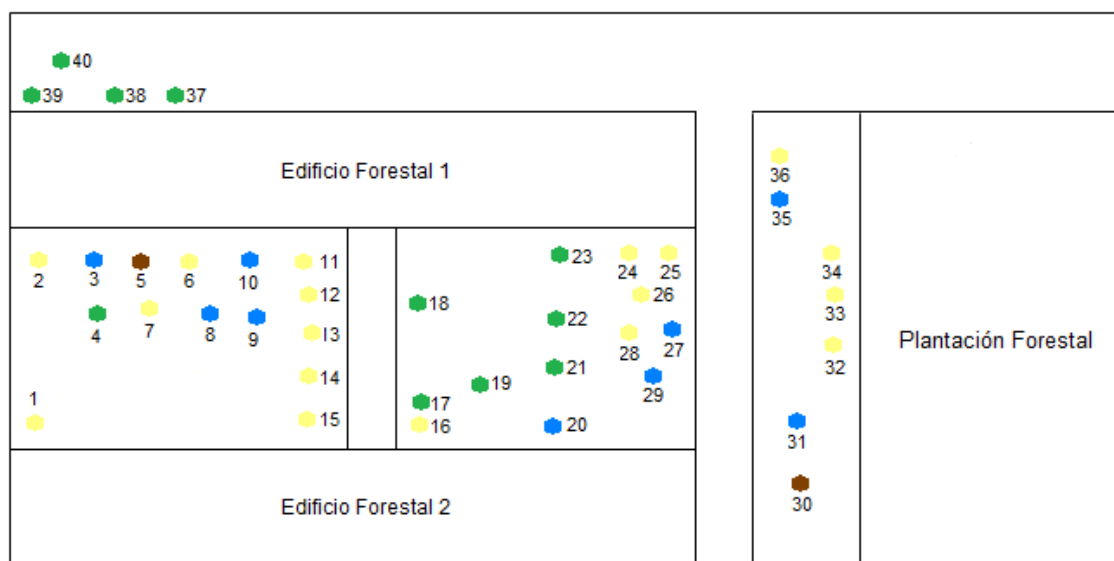 40
39 38 37
Edificio Forestal 1
36
35
2 3 5 6 10 11
12
4 7 8 9 I3
14
1 15
18 23 24 25
26
22 28 27
21 29
19
17
16 20
34
33
32
31
30
Plantación Forestal
Edificio Forestal 2